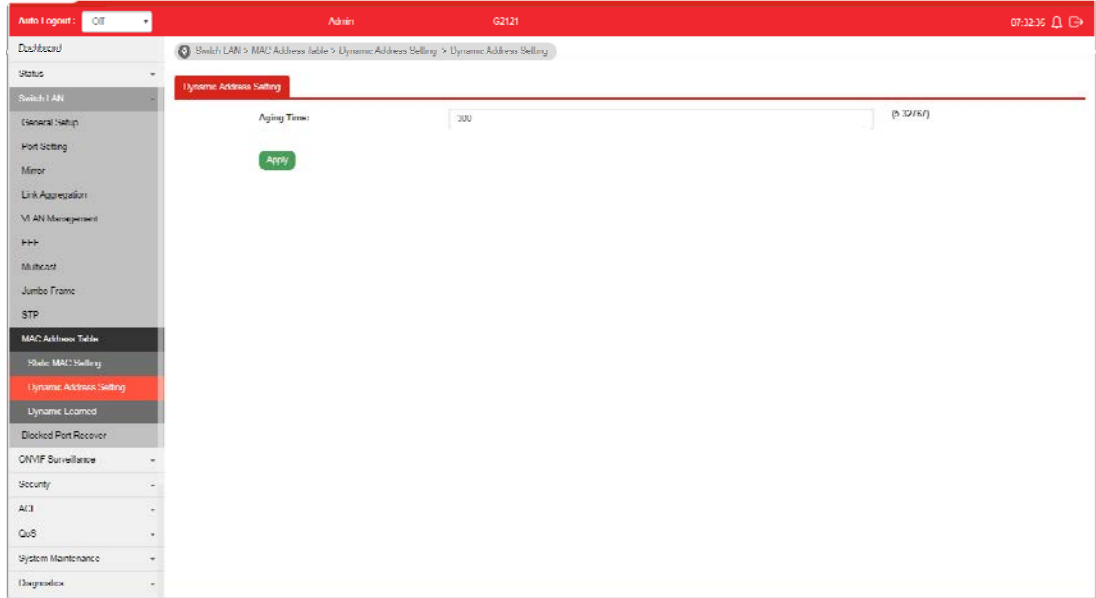 Auto Logout: Off
Admin
G2121
07:32:35
Dashboard
Switch LAN > MAC Address Table > Dynamic Address Setting > Dynamic Address Setting
Status
Switch LAN
Dynamic Address Setting
Aging Time:
300
(5-32767)
Apply
General Setup
Port Setting
Mirror
Link Aggregation
VLAN Management
EEE
Multicast
Jumbo Frame
STP
MAC Address Table
Static MAC Setting
Dynamic Address Setting
Dynamic Learned
Blocked Port Recover
ONVIF Surveillance
Security
ACL
QoS
System Maintenance
Diagnostics